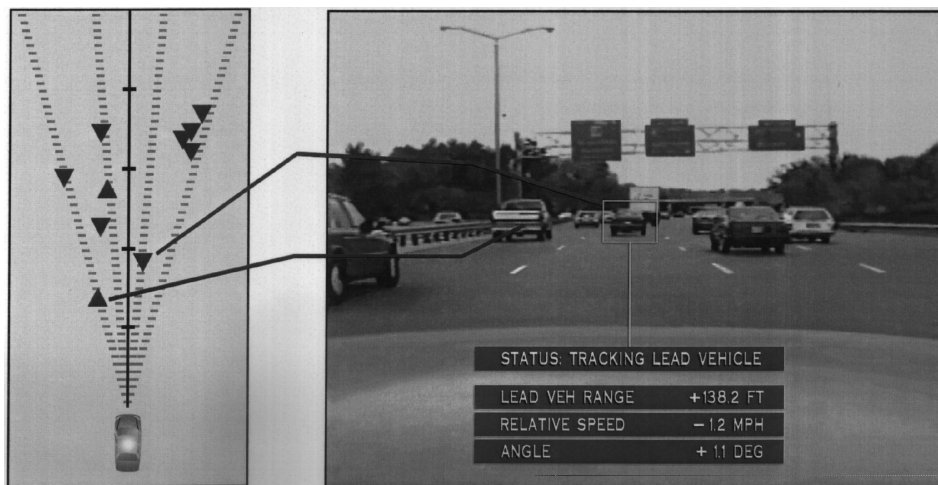 STATUS: TRACKING LEAD VEHICLE
LEAD VEH RANGE +138.2 FT
RELATIVE SPEED -1.2 MPH
ANGLE +1.1 DEG